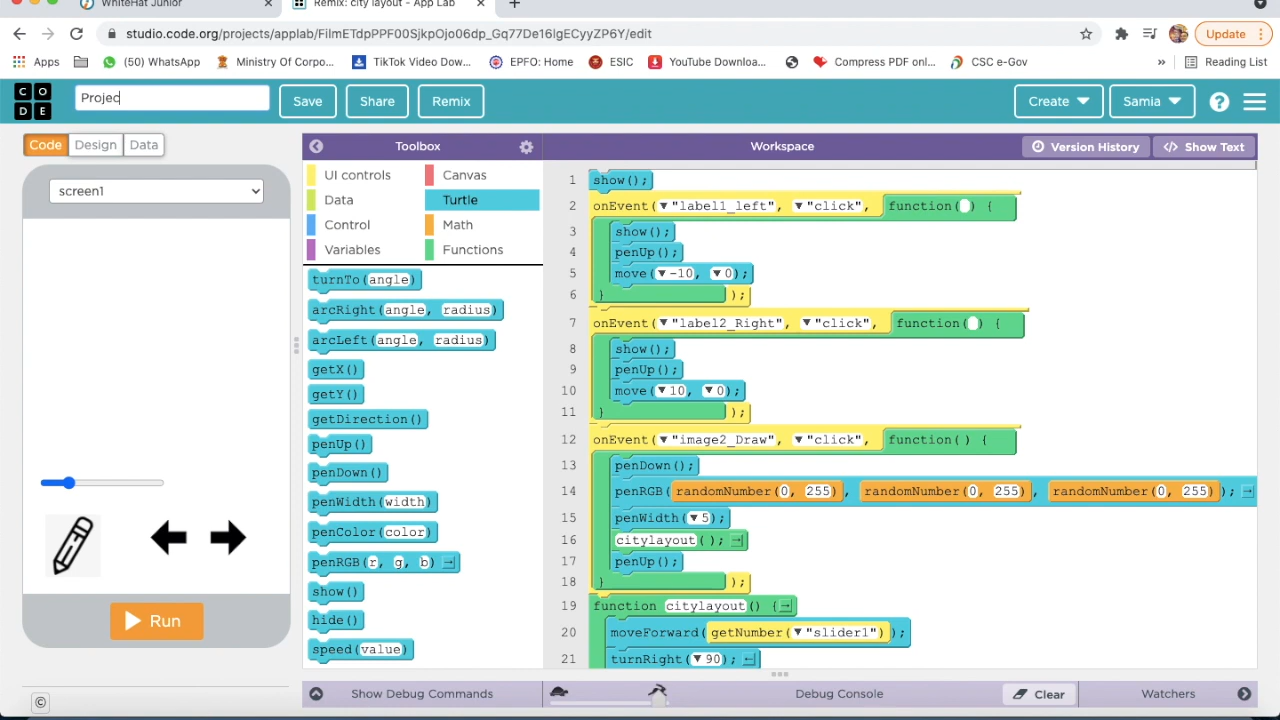 WhiteHat Junior × Remix: city layout - App Lab × +
studio.code.org/projects/applab/FilmETdpPPF00SjkpOjo06dp_Gq77De16lgECyyZP6Y/edit Update
Apps (50) WhatsApp Ministry Of Corpo... TikTok Video Dow... EPFO: Home ESIC YouTube Downloa... Compress PDF onl... CSC e-Gov » Reading List
C O D E Projec Save Share Remix Create Samia ?
Code Design Data
screen1
Run
©
Toolbox
UI controls Canvas
Data Turtle
Control Math
Variables Functions
turnTo(angle)
arcRight(angle, radius)
arcLeft(angle, radius)
getX()
getY()
getDirection()
penUp()
penDown()
penWidth(width)
penColor(color)
penRGB(r, g, b)
show()
hide()
speed(value)
Workspace Version History </> Show Text
1 show();
2 onEvent("label1_left", "click", function() {
3 show();
4 penUp();
5 move(-10, 0);
6 } );
7 onEvent("label2_Right", "click", function() {
8 show();
9 penUp();
10 move(10, 0);
11 } );
12 onEvent("image2_Draw", "click", function() {
13 penDown();
14 penRGB(randomNumber(0, 255), randomNumber(0, 255), randomNumber(0, 255));
15 penWidth(5);
16 citylayout();
17 penUp();
18 } );
19 function citylayout() {
20 moveForward(getNumber("slider1"));
21 turnRight(90);
Show Debug Commands Debug Console Clear Watchers